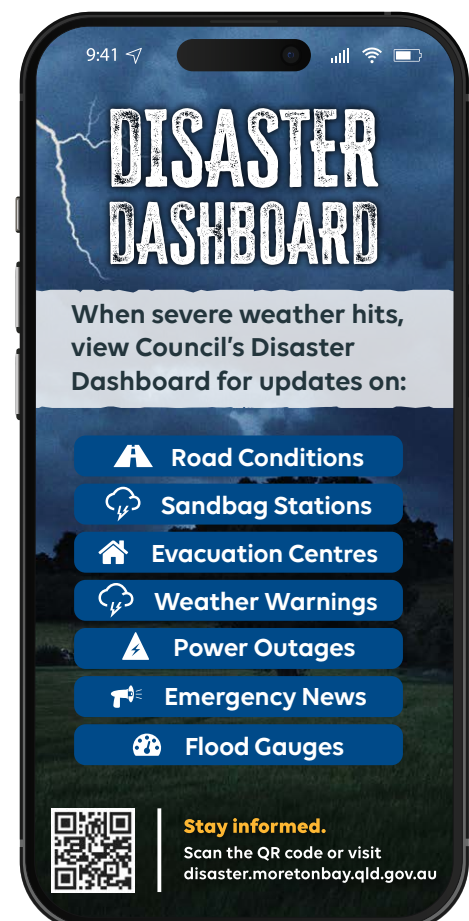 9:41
DISASTER
DASHBOARD
When severe weather hits,
view Council's Disaster
Dashboard for updates on:
Road Conditions
Sandbag Stations
Evacuation Centres
Weather Warnings
Power Outages
Emergency News
Flood Gauges
Stay informed.
Scan the QR code or visit
disaster.moretonbay.qld.gov.au